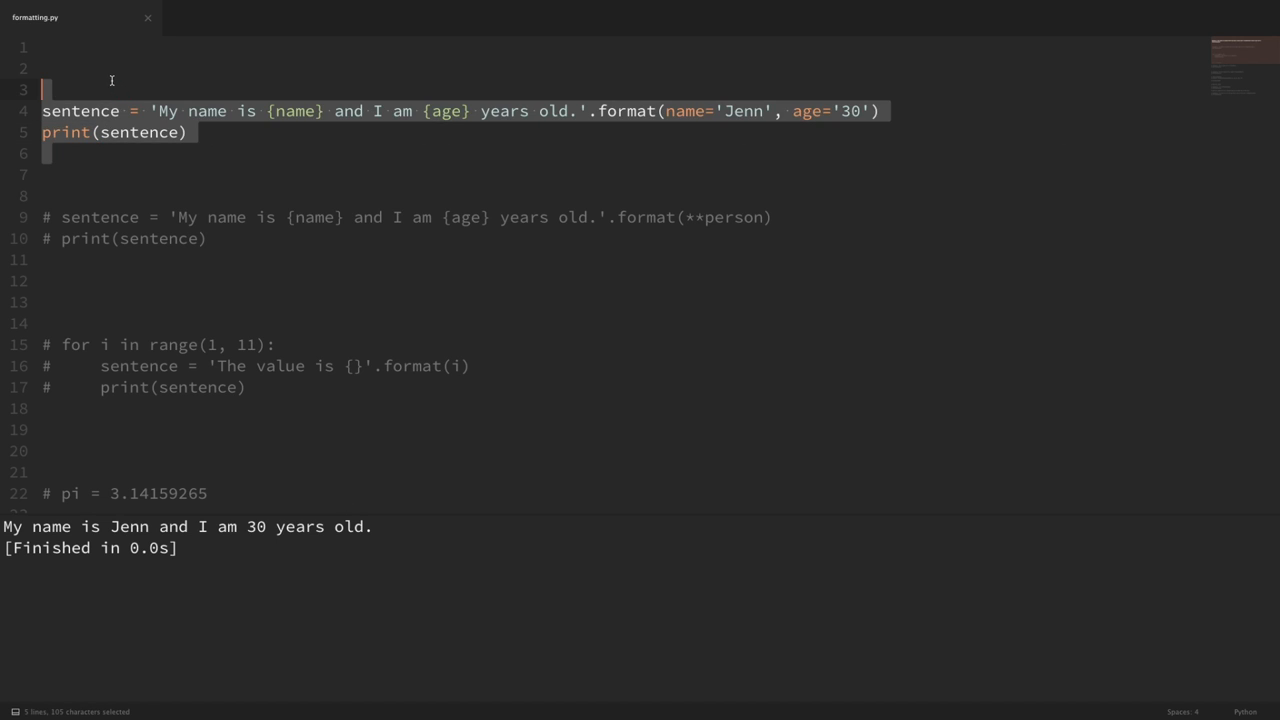 formatting.py ×
1
2
3
4 sentence = 'My name is {name} and I am {age} years old.'.format(name='Jenn', age='30')
5 print(sentence)
6
7
8
9 # sentence = 'My name is {name} and I am {age} years old.'.format(**person)
10 # print(sentence)
11
12
13
14
15 # for i in range(1, 11):
16 #     sentence = 'The value is {}'.format(i)
17 #     print(sentence)
18
19
20
21
22 # pi = 3.14159265
My name is Jenn and I am 30 years old.
[Finished in 0.0s]
5 lines, 105 characters selected Spaces: 4 Python